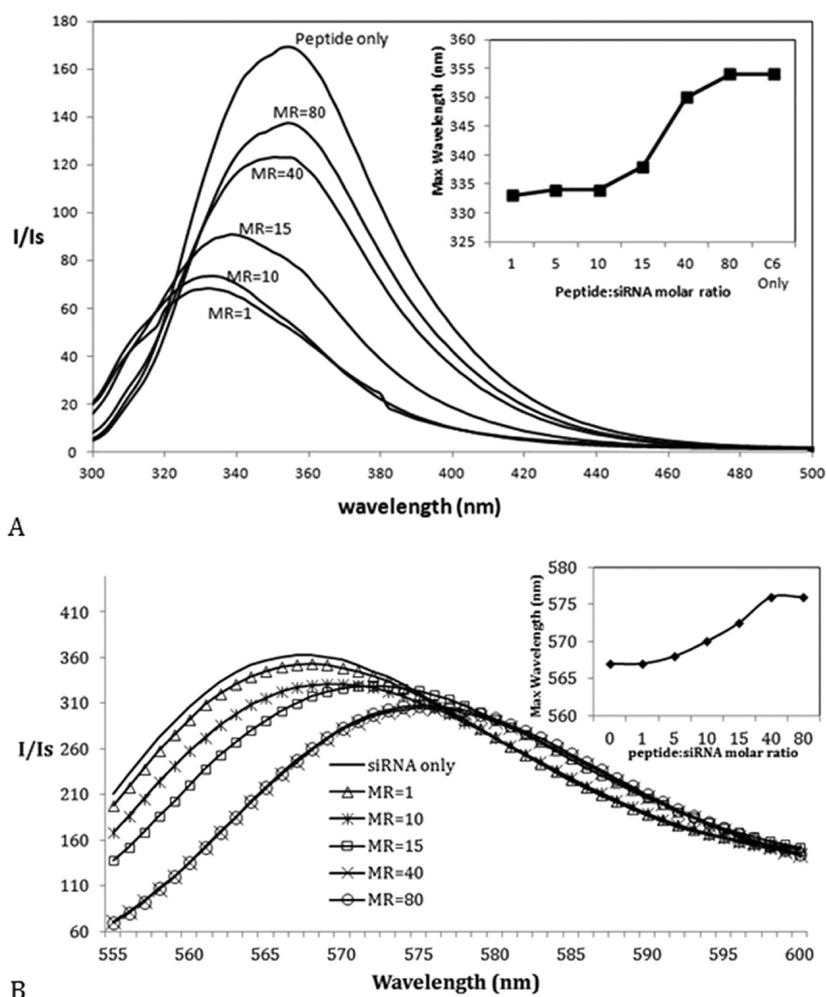 180
160
140
120
100
80
60
40
20
0
I/Is
Peptide only
MR=80
MR=40
MR=15
MR=10
MR=1
300 320 340 360 380 400 420 440 460 480 500
wavelength (nm)
360
355
350
345
340
335
330
325
Max Wavelength (nm)
1 5 10 15 40 80 C6
Only
Peptide:siRNA molar ratio
A
410
360
310
260
210
160
110
60
I/Is
siRNA only
MR=1
MR=10
MR=15
MR=40
MR=80
555 560 565 570 575 580 585 590 595 600
Wavelength (nm)
580
575
570
565
560
Max Wavelength (nm)
0 1 5 10 15 40 80
peptide:siRNA molar ratio
B